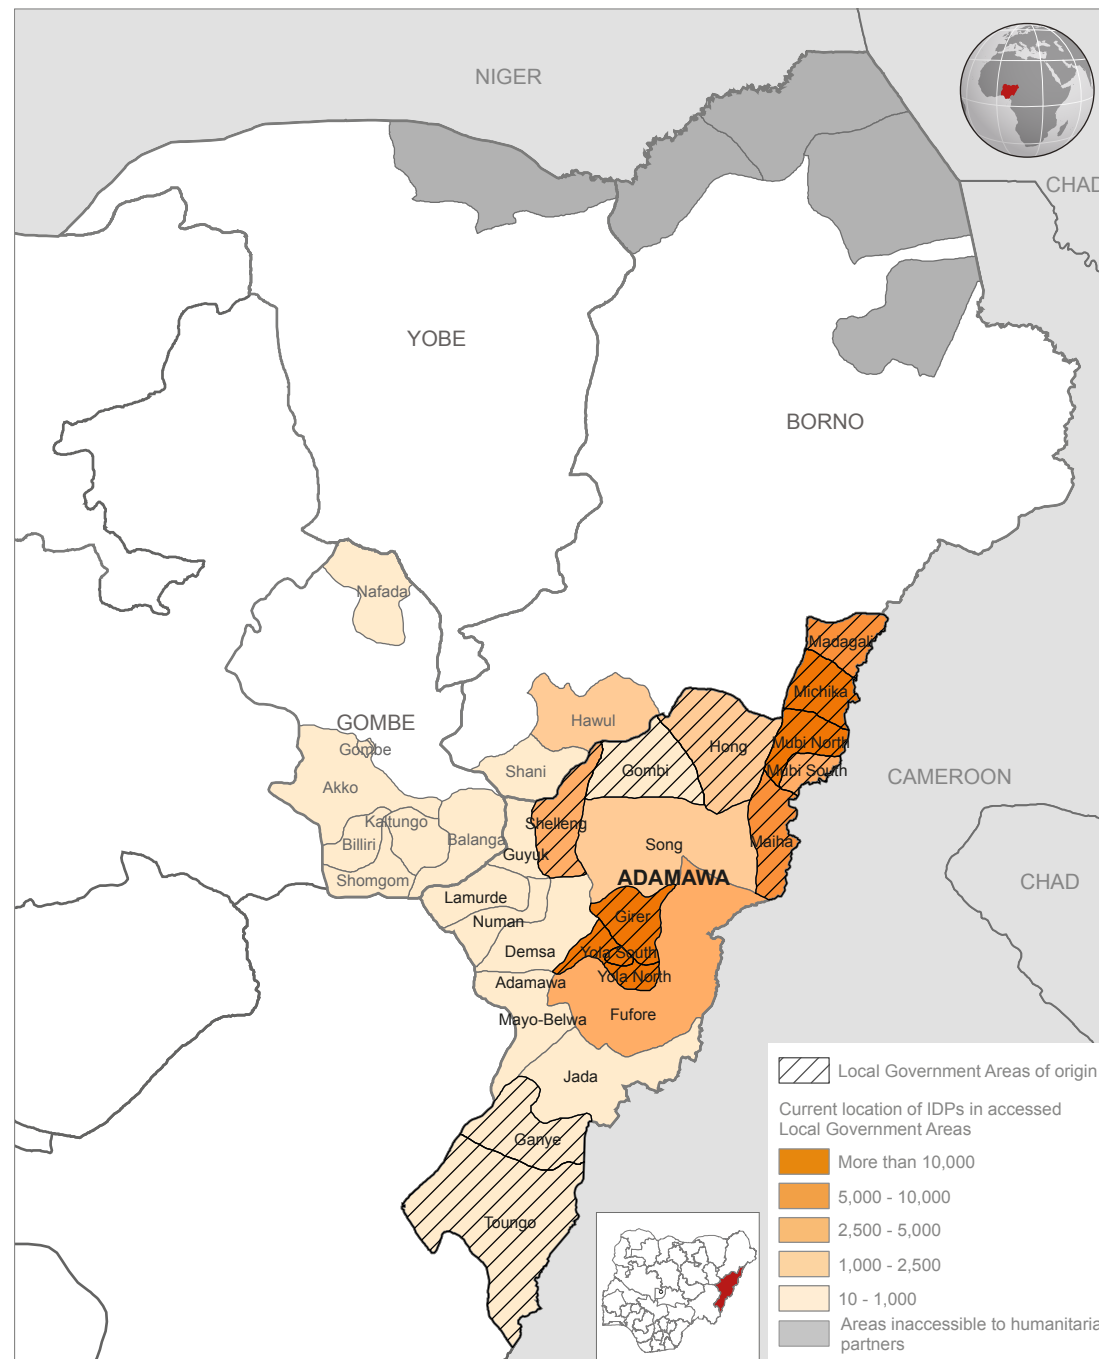 NIGER
CHAD
YOBE
BORNO
Nafada
Madagali
Michika
GOMBE
Hawul
Gombe
Mubi North
Hong
Shani
Gombi
Mubi South
CAMEROON
Akko
Kaltungo
Shelleng
Billiri
Balanga
Song
Maiha
Guyuk
Shomgom
ADAMAWA
CHAD
Lamurde
Girer
Numan
Demsa
Yola South
Yola North
Adamawa
Fufore
Mayo-Belwa
Jada
Ganye
Toungo
Local Government Areas of origin
Current location of IDPs in accessed
Local Government Areas
More than 10,000
5,000 - 10,000
2,500 - 5,000
1,000 - 2,500
10 - 1,000
Areas inaccessible to humanitaria
partners